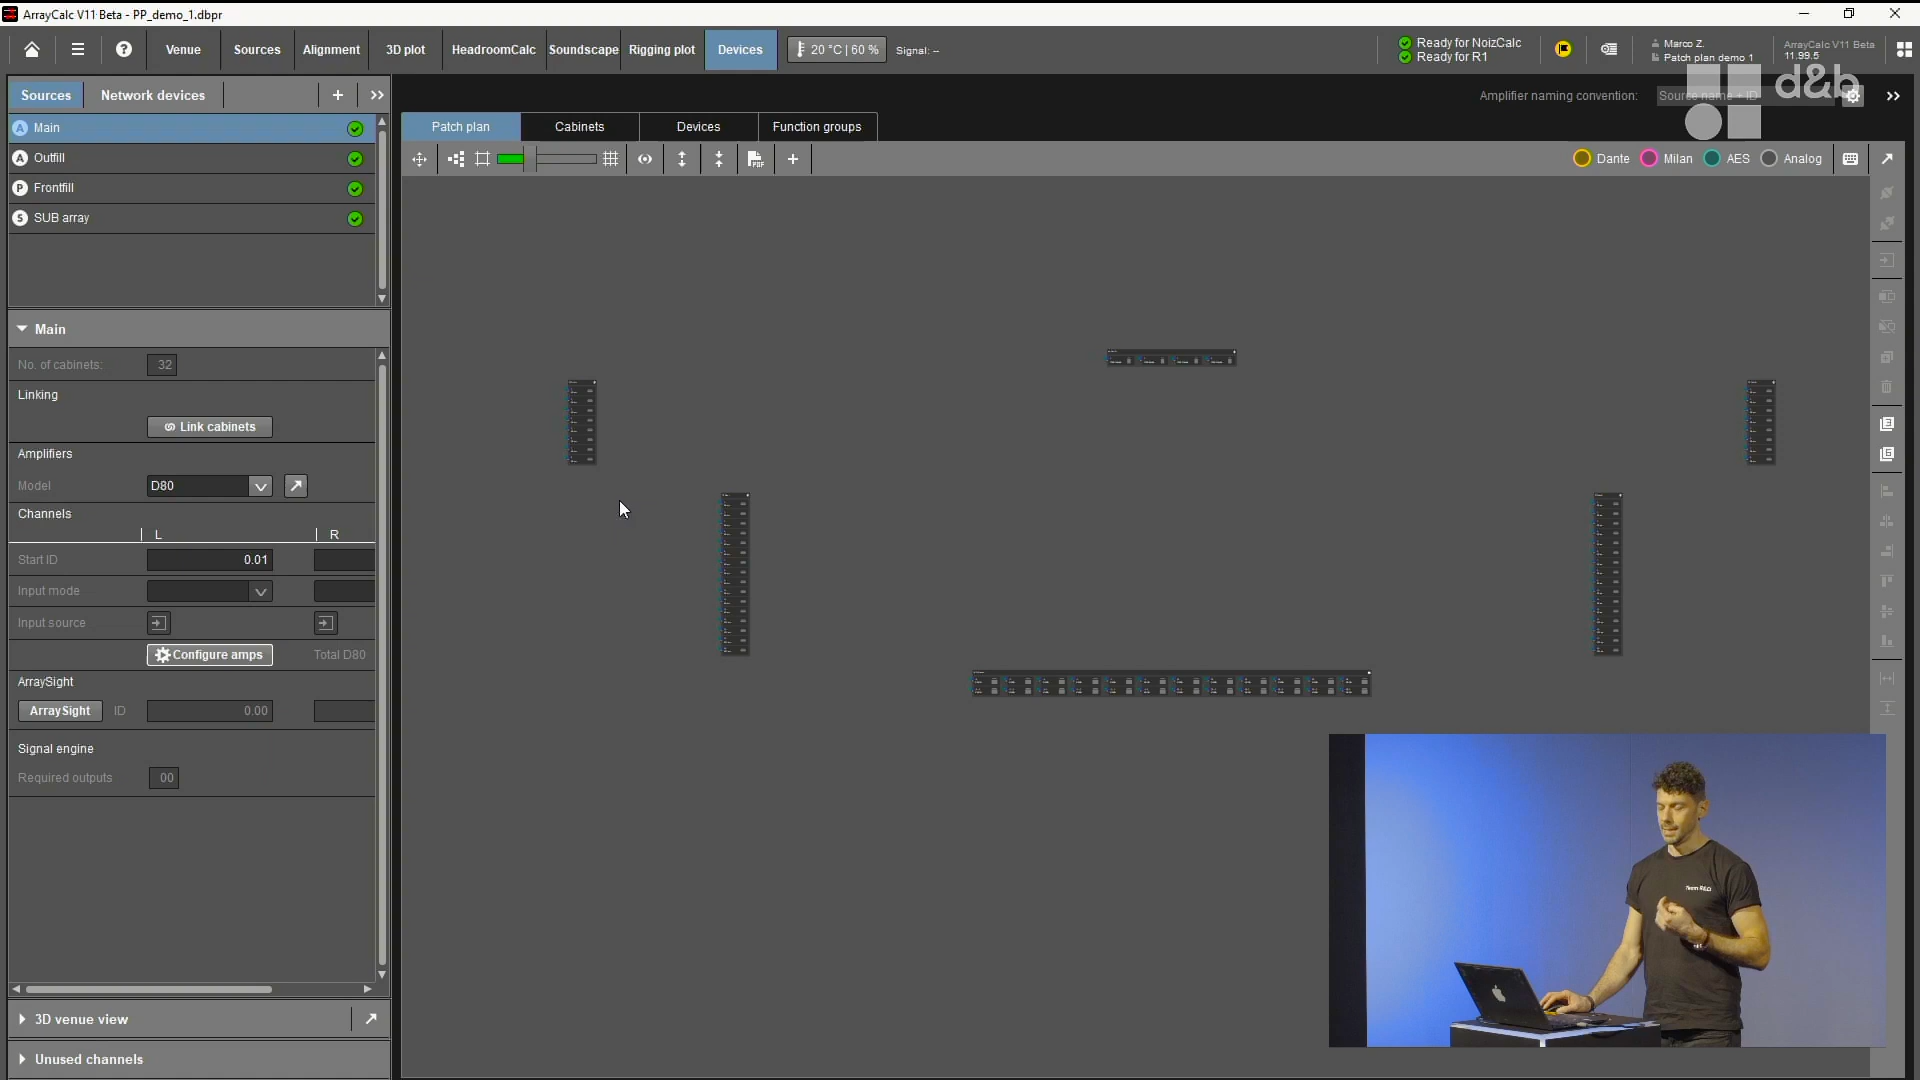 ArrayCalc V11 Beta - PP_demo_1.dbpr
Venue
Sources
Alignment
3D plot
HeadroomCalc
Soundscape
Rigging plot
Devices
20 °C | 60 %
Signal: --
Ready for NoizCalc
Ready for R1
Marco Z.
Patch plan demo 1
ArrayCalc V11 Beta
11.99.5
Sources
Network devices
Amplifier naming convention:
Source name + ID
d&b
A Main
A Outfill
P Frontfill
S SUB array
Patch plan
Cabinets
Devices
Function groups
PDF
Dante
Milan
AES
Analog
Main
No. of cabinets:
32
Linking
Link cabinets
Amplifiers
Model
D80
Channels
L
R
Start ID
0.01
Input mode
Input source
Configure amps
Total D80
ArraySight
ArraySight
ID
0.00
Signal engine
Required outputs
00
3D venue view
Unused channels
Team R&D